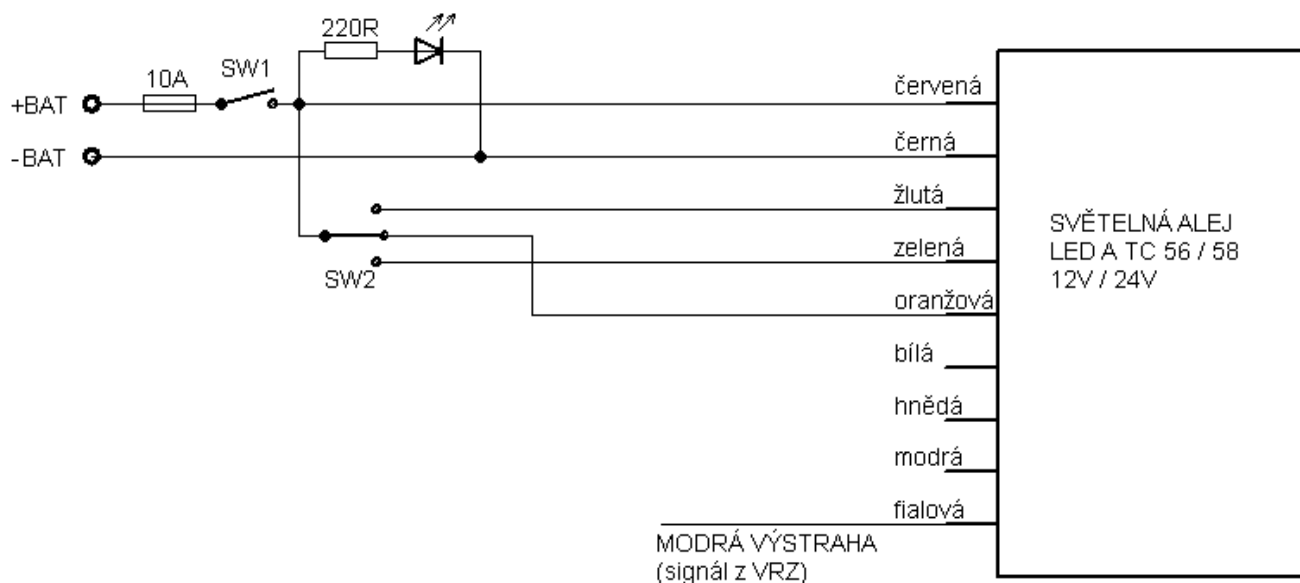 220R
SW1
10A
+BAT
-BAT
SW2
červená
černá
žlutá
zelená
oranžová
bílá
hnědá
modrá
fialová
MODRÁ VÝSTRAHA
(signál z VRZ)
SVĚTELNÁ ALEJ
LED A TC 56 / 58
12V / 24V